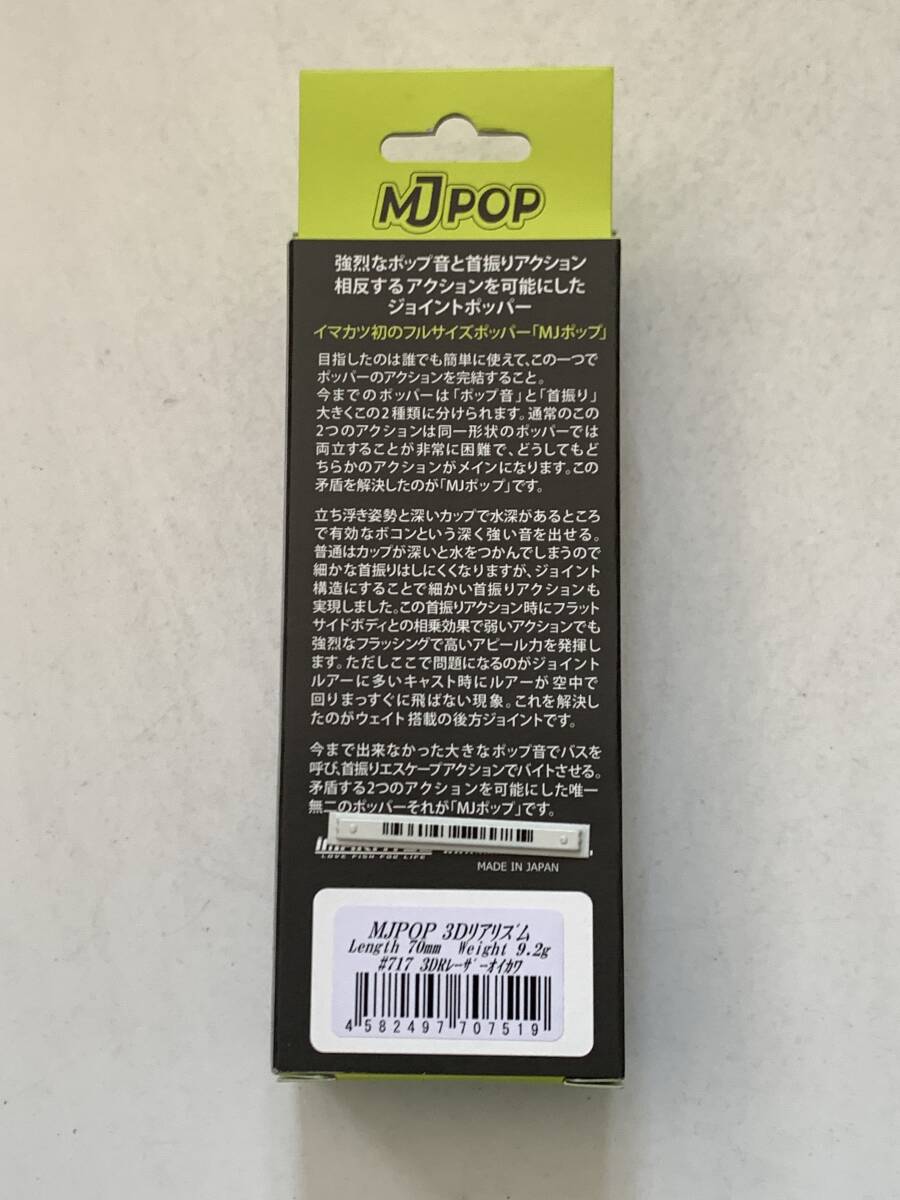 MJPOP
強烈なポップ音と首振りアクション
相反するアクションを可能にした
ジョイントポッパー
イマカツ初のフルサイズポッパー「MJポップ」
目指したのは誰でも簡単に使えて、この一つで
ポッパーのアクションを完結すること。
今までのポッパーは「ポップ音」と「首振り」
大きくこの2種類に分けられます。通常のこの
2つのアクションは同一形状のポッパーでは
両立することが非常に困難で、どうしてもど
ちらかのアクションがメインになります。この
矛盾を解決したのが「MJポップ」です。
立ち浮き姿勢と深いカップで水深があるところ
で有効なボコンという深く強い音を出せる。
普通はカップが深いと水をつかんでしまうので
細かな首振りはしにくくなりますが、ジョイント
構造にすることで細かい首振りアクションも
実現しました。この首振りアクション時にフラット
サイドボディとの相乗効果で弱いアクションでも
強烈なフラッシングで高いアピール力を発揮し
ます。ただしここで問題になるのがジョイント
ルアーに多いキャスト時にルアーが空中で
回りまっすぐに飛ばない現象。これを解決し
たのがウェイト搭載の後方ジョイントです。
今まで出来なかった大きなポップ音でバスを
呼び、首振りエスケープアクションでバイトさせる。
矛盾する2つのアクションを可能にした唯一
無二のポッパーそれが「MJポップ」です。
LOVE FISH FOR LIFE
MADE IN JAPAN
MJPOP 3Dリアリズム
Length 70mm Weight 9.2g
#717 3DRレーザーオイカワ
4582497707519